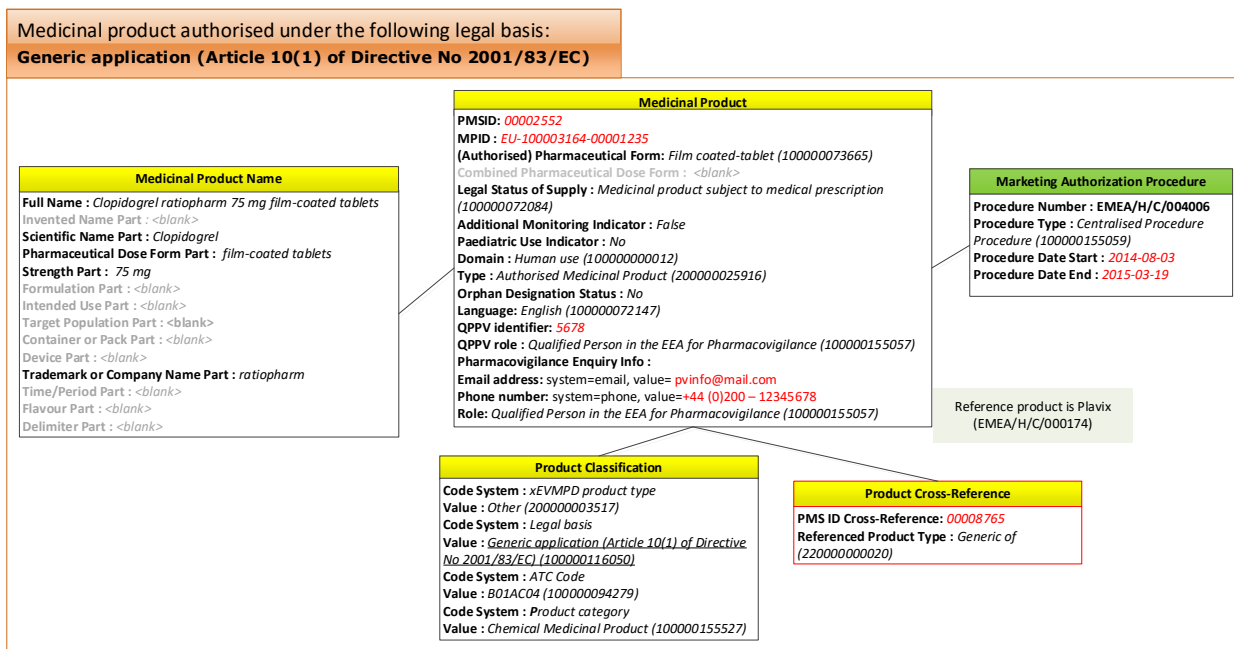 Medicinal product authorised under the following legal basis:
Generic application (Article 10(1) of Directive No 2001/83/EC)
Medicinal Product Name
Full Name : Clopidogrel ratiopharm 75 mg film-coated tablets
Invented Name Part : <blank>
Scientific Name Part : Clopidogrel
Pharmaceutical Dose Form Part : film-coated tablets
Strength Part : 75 mg
Formulation Part : <blank>
Intended Use Part : <blank>
Target Population Part : <blank>
Container or Pack Part : <blank>
Device Part : <blank>
Trademark or Company Name Part : ratiopharm
Time/Period Part : <blank>
Flavour Part : <blank>
Delimiter Part : <blank>
Medicinal Product
PMSID: 00002552
MPID : EU-100003164-00001235
(Authorised) Pharmaceutical Form: Film coated-tablet (100000073665)
Combined Pharmaceutical Dose Form : <blank>
Legal Status of Supply : Medicinal product subject to medical prescription
(100000072084)
Additional Monitoring Indicator : False
Paediatric Use Indicator : No
Domain : Human use (100000000012)
Type : Authorised Medicinal Product (200000025916)
Orphan Designation Status : No
Language: English (100000072147)
QPPV identifier: 5678
QPPV role : Qualified Person in the EEA for Pharmacovigilance (100000155057)
Pharmacovigilance Enquiry Info :
Email address: system=email, value= pvinfo@mail.com
Phone number: system=phone, value=+44 (0)200 – 12345678
Role: Qualified Person in the EEA for Pharmacovigilance (100000155057)
Marketing Authorization Procedure
Procedure Number : EMEA/H/C/004006
Procedure Type : Centralised Procedure
Procedure (100000155059)
Procedure Date Start : 2014-08-03
Procedure Date End : 2015-03-19
Reference product is Plavix
(EMEA/H/C/000174)
Product Classification
Code System : xEVMPD product type
Value : Other (200000003517)
Code System : Legal basis
Value : Generic application (Article 10(1) of Directive
No 2001/83/EC) (100000116050)
Code System : ATC Code
Value : B01AC04 (100000094279)
Code System : Product category
Value : Chemical Medicinal Product (100000155527)
Product Cross-Reference
PMS ID Cross-Reference: 00008765
Referenced Product Type : Generic of
(220000000020)